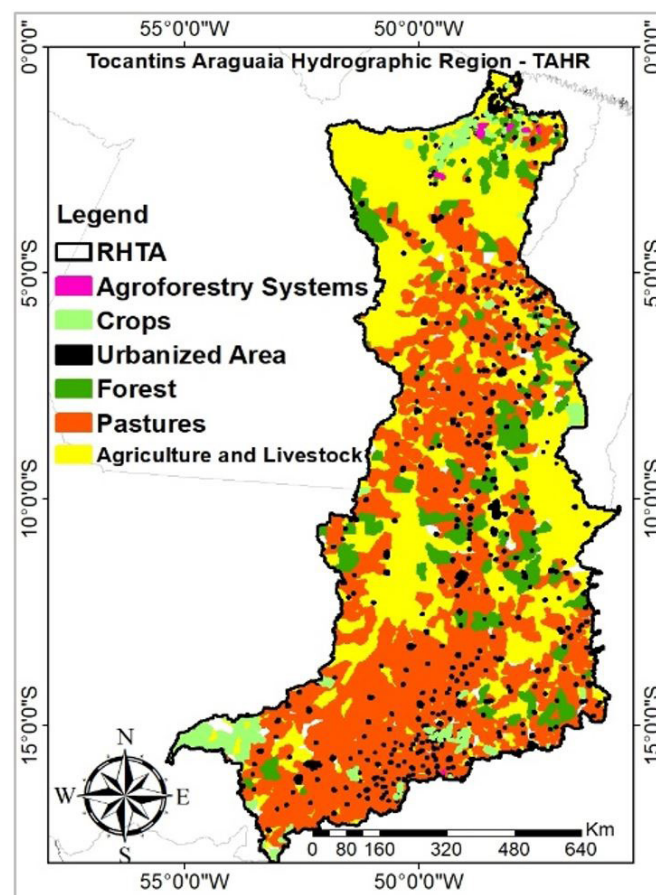 55°0'0"W 50°0'0"W
0°0'0"
0°0'0"
Tocantins Araguaia Hydrographic Region - TAHR
Legend
RHTA
Agroforestry Systems
Crops
Urbanized Area
Forest
Pastures
Agriculture and Livestock
5°0'0"S
5°0'0"S
10°0'0"S
10°0'0"S
15°0'0"S
15°0'0"S
N
W E
S
Km
0 80 160 320 480 640
55°0'0"W 50°0'0"W